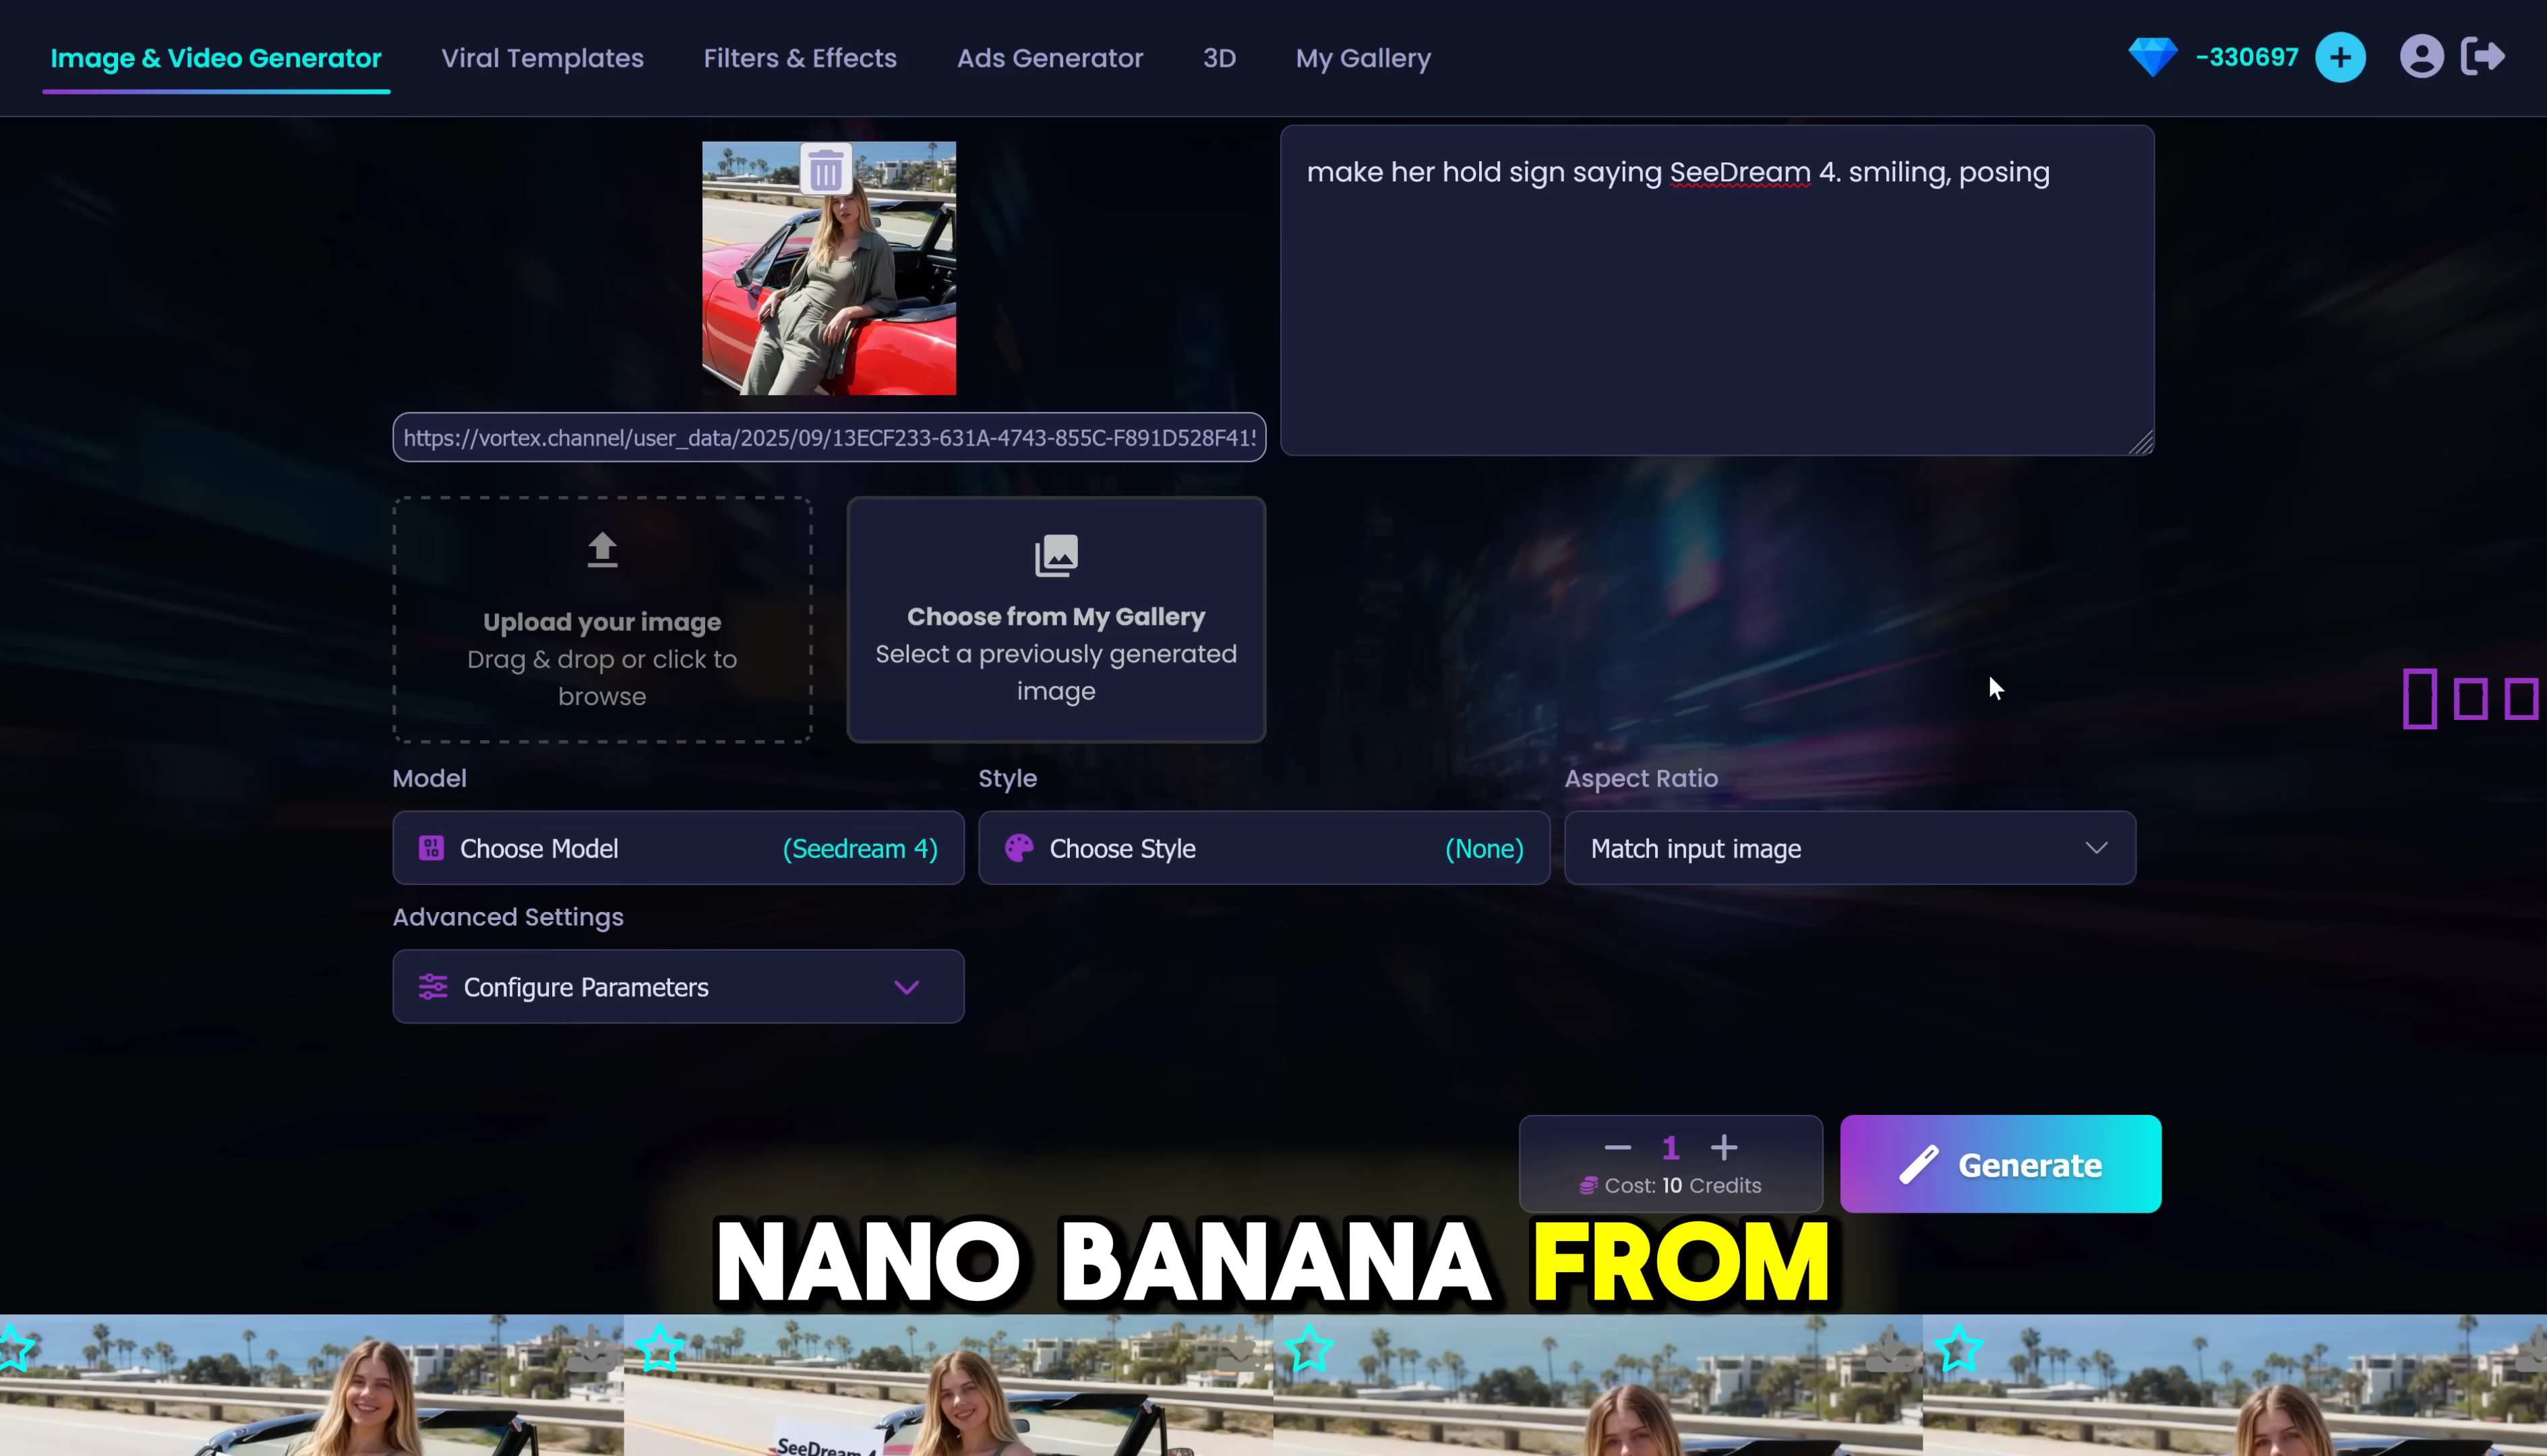 Image & Video Generator Viral Templates Filters & Effects Ads Generator 3D My Gallery -330697
make her hold sign saying SeeDream 4. smiling, posing
https://vortex.channel/user_data/2025/09/13ECF233-631A-4743-855C-F891D528F41
Upload your image
Drag & drop or click to
browse
Choose from My Gallery
Select a previously generated
image
Model
Choose Model (Seedream 4)
Style
Choose Style (None)
Aspect Ratio
Match input image
Advanced Settings
Configure Parameters
1
Cost: 10 Credits
Generate
NANO BANANA FROM
SeeDream 4